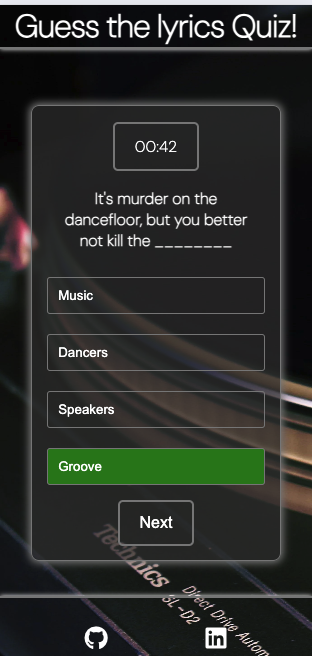 Guess the lyrics Quiz!
00:42
It's murder on the
dancefloor, but you better
not kill the ________
Music
Dancers
Speakers
Groove
Next
Technics
Direct Drive Autom
SL-D2
in